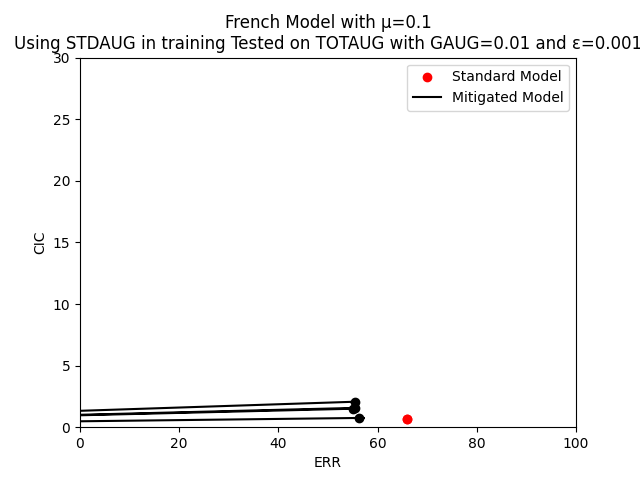 French Model with μ=0.1
Using STDAUG in training Tested on TOTAUG with GAUG=0.01 and ε=0.001
Standard Model
Mitigated Model
30
25
20
15
10
5
0
CIC
0 20 40 60 80 100
ERR